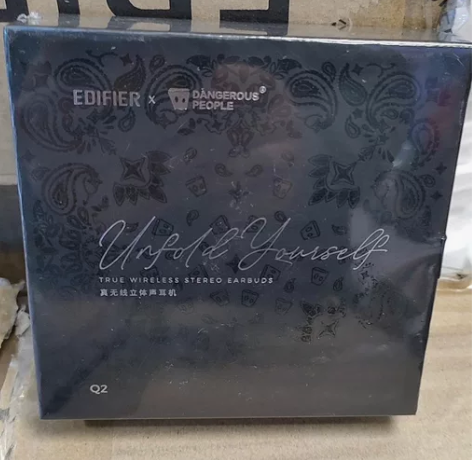 EDIFIER x DANGEROUS PEOPLE®
Unfold Yourself
TRUE WIRELESS STEREO EARBUDS
真无线立体声耳机
Q2